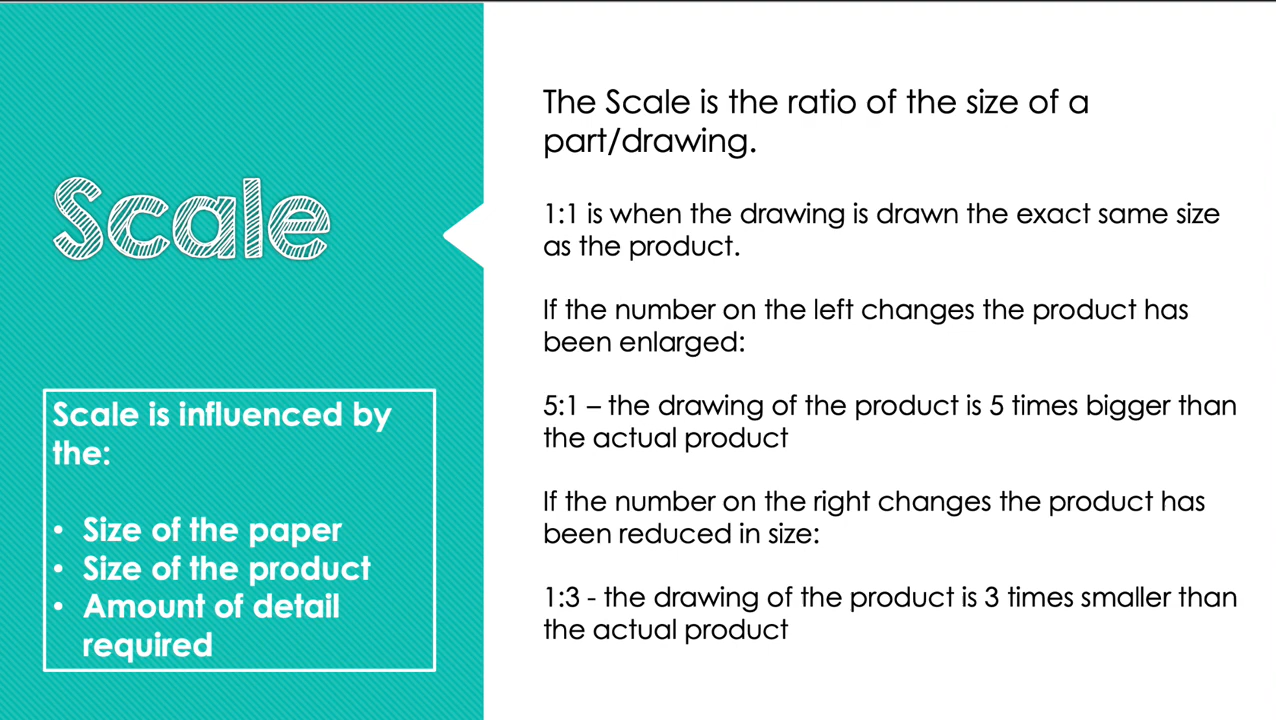 Scale
Scale is influenced by
the:
• Size of the paper
• Size of the product
• Amount of detail
required
The Scale is the ratio of the size of a
part/drawing.
1:1 is when the drawing is drawn the exact same size
as the product.
If the number on the left changes the product has
been enlarged:
5:1 – the drawing of the product is 5 times bigger than
the actual product
If the number on the right changes the product has
been reduced in size:
1:3 - the drawing of the product is 3 times smaller than
the actual product